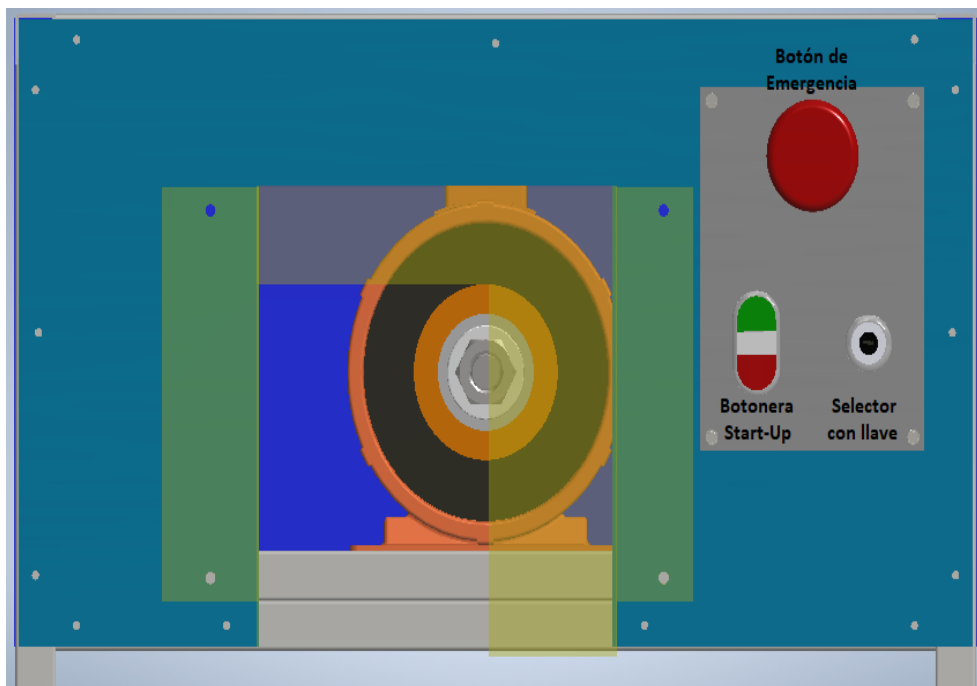 Botón de
Emergencia
Botonera
Start-Up
Selector
con llave